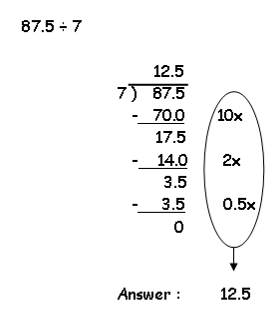 87.5 ÷ 7
12.5
7 ) 87.5
- 70.0 10x
17.5
- 14.0 2x
3.5
- 3.5 0.5x
0
Answer : 12.5